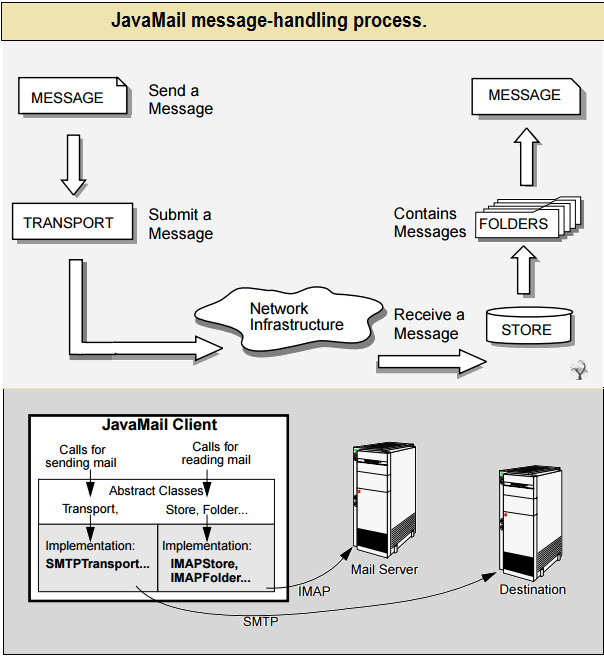 JavaMail message-handling process.
MESSAGE
Send a
Message
TRANSPORT
Submit a
Message
Network
Infrastructure
Receive a
Message
STORE
Contains
Messages
FOLDERS
MESSAGE
JavaMail Client
Calls for
sending mail
Calls for
reading mail
Abstract Classes
Transport,
Store, Folder...
Implementation:
SMTPTransport...
Implementation:
IMAPStore,
IMAPFolder...
IMAP
SMTP
Mail Server
Destination